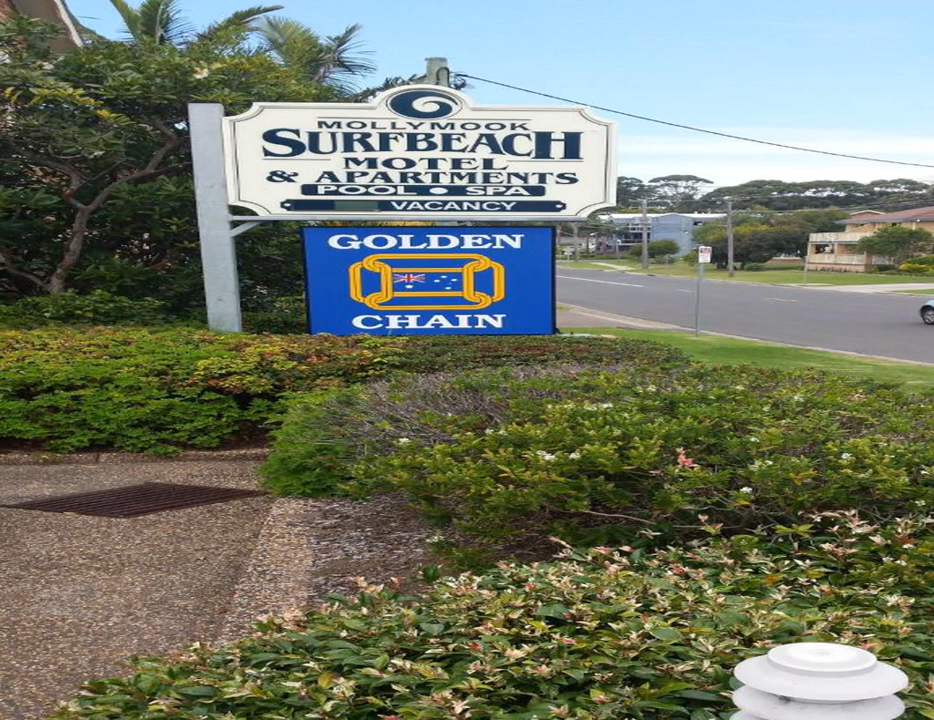 MOLLYMOOK
SURFBEACH
MOTEL
& APARTMENTS
POOL • SPA
VACANCY
GOLDEN
CHAIN